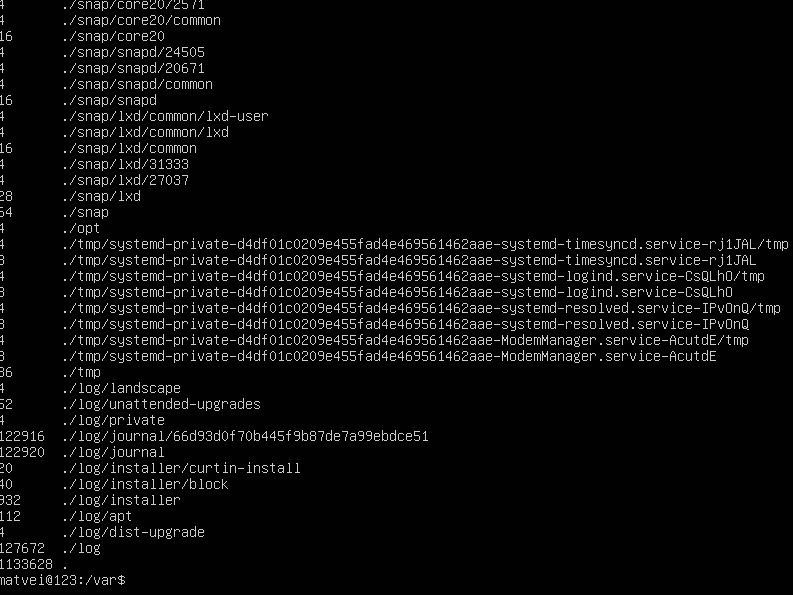 4 ./snap/core20/2571
4 ./snap/core20/common
16 ./snap/core20
4 ./snap/snapd/24505
4 ./snap/snapd/20671
4 ./snap/snapd/common
16 ./snap/snapd
4 ./snap/lxd/common/lxd-user
4 ./snap/lxd/common/lxd
16 ./snap/lxd/common
4 ./snap/lxd/31333
4 ./snap/lxd/27037
28 ./snap/lxd
64 ./snap
4 ./opt
4 ./tmp/systemd-private-d4df01c0209e455fad4e469561462aae-systemd-timesyncd.service-rj1JAL/tmp
8 ./tmp/systemd-private-d4df01c0209e455fad4e469561462aae-systemd-timesyncd.service-rj1JAL
4 ./tmp/systemd-private-d4df01c0209e455fad4e469561462aae-systemd-logind.service-CsQLhO/tmp
8 ./tmp/systemd-private-d4df01c0209e455fad4e469561462aae-systemd-logind.service-CsQLhO
4 ./tmp/systemd-private-d4df01c0209e455fad4e469561462aae-systemd-resolved.service-IPvOnQ/tmp
8 ./tmp/systemd-private-d4df01c0209e455fad4e469561462aae-systemd-resolved.service-IPvOnQ
4 ./tmp/systemd-private-d4df01c0209e455fad4e469561462aae-ModemManager.service-AcutdE/tmp
8 ./tmp/systemd-private-d4df01c0209e455fad4e469561462aae-ModemManager.service-AcutdE
36 ./tmp
4 ./log/landscape
52 ./log/unattended-upgrades
4 ./log/private
122916 ./log/journal/66d93d0f70b445f9b87de7a99ebdce51
122920 ./log/journal
20 ./log/installer/curtin-install
40 ./log/installer/block
932 ./log/installer
112 ./log/apt
4 ./log/dist-upgrade
127672 ./log
1133628 .
matvei@123:/var$